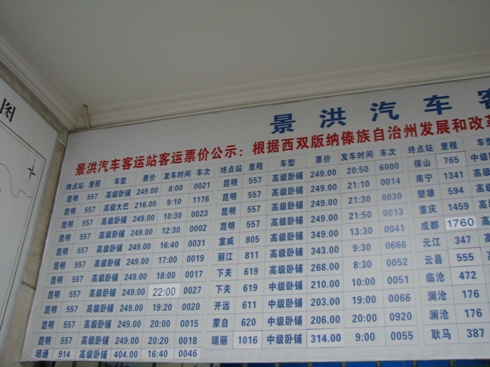 图
景 洪 汽 车 客
景洪汽车客运站客运票价公示：根据西双版纳傣族自治州发展和改革
终点站 里程 车型 票价 发车时间 车次
昆明 557 高级卧铺 249.00 8:00 0021
昆明 557 高级大巴 216.00 9:10 1176
昆明 557 高级卧铺 249.00 10:30 0023
昆明 557 高级卧铺 249.00 12:30 0002
昆明 557 高级卧铺 249.00 16:40 0031
昆明 557 高级卧铺 249.00 17:00 0019
昆明 557 高级卧铺 249.00 18:00 0017
昆明 557 高级卧铺 249.00 22:00 0027
昆明 557 高级卧铺 249.00 19:20 0020
昆明 557 高级卧铺 249.00 20:00 0015
昆明 557 高级卧铺 249.00 20:20 0018
昭通 914 高级卧铺 404.00 16:40 0046
终点站 里程 车型 票价 发车时间 车次
昆明 557 高级卧铺 249.00 20:50 6000
昆明 557 高级卧铺 249.00 21:10 0014
昆明 557 高级卧铺 249.00 21:30 0050
昆明 557 高级卧铺 249.00 21:50 0013
宣威 805 高级卧铺 349.00 13:30 0041
丽江 811 高级卧铺 343.00 9:30 0666
下关 619 高级卧铺 268.00 8:30 0052
下关 619 中级卧铺 210.00 10:00 0051
开远 611 中级卧铺 203.00 19:00 0066
蒙自 620 中级卧铺 206.00 20:00 0920
瑞丽 1016 中级卧铺 314.00 9:00 0055
终点站 里程
保山 765
南宁 1341
楚雄 594
重庆 1459
成都 1760
元江 347
云县 555
临沧 472
澜沧 176
澜沧 176
耿马 387